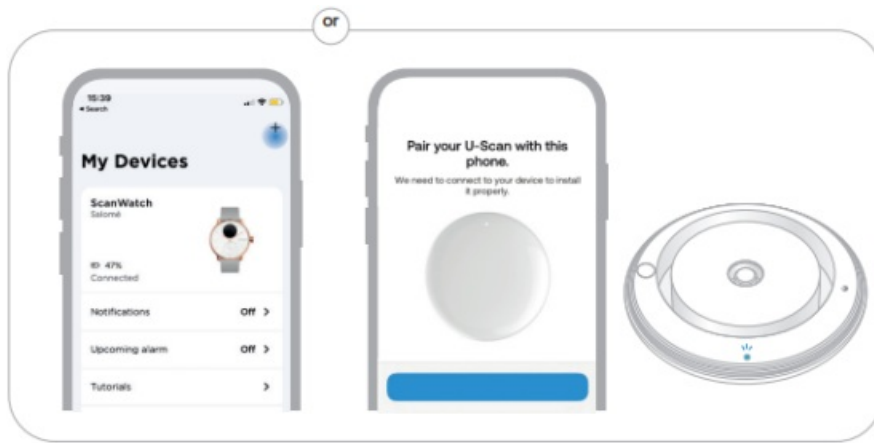 or
15:39
◂ Search
My Devices
ScanWatch
Salomé
47%
Connected
Notifications Off >
Upcoming alarm Off >
Tutorials >
Pair your U-Scan with this
phone.
We need to connect to your device to install
it properly.